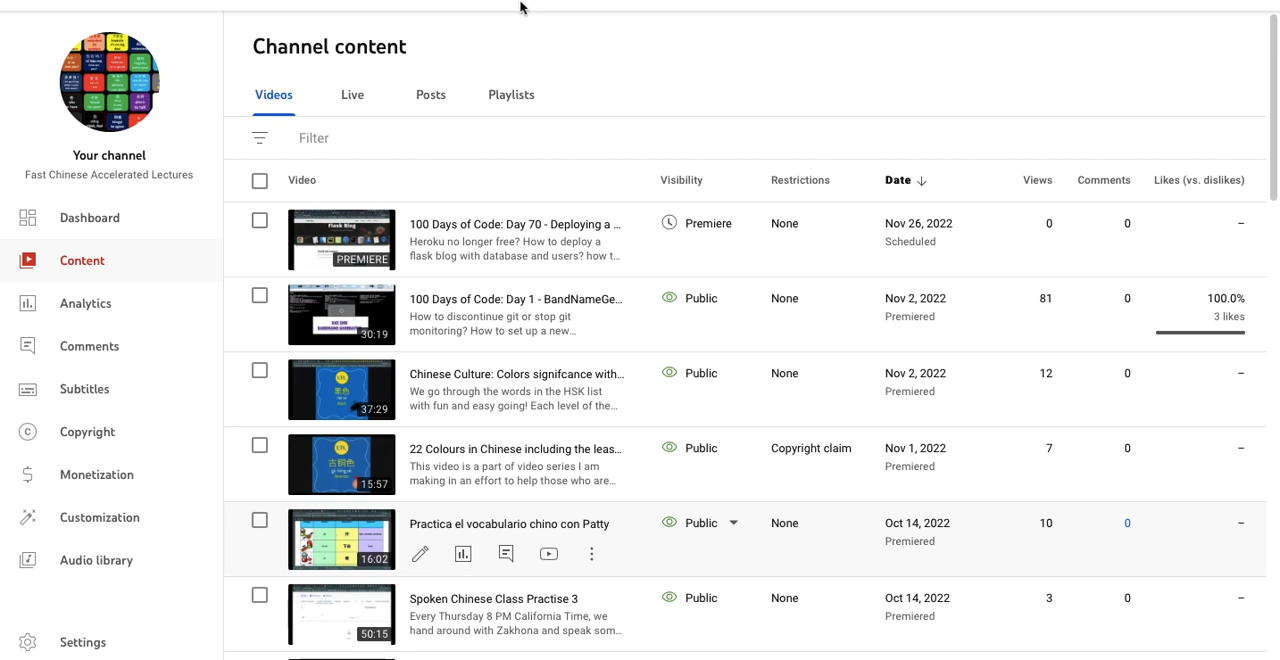 Channel content
Your channel
Fast Chinese Accelerated Lectures
Dashboard
Content
Analytics
Comments
Subtitles
Copyright
Monetization
Customization
Audio library
Settings
Videos Live Posts Playlists
Filter
Video Visibility Restrictions Date Views Comments Likes (vs. dislikes)
PREMIERE
100 Days of Code: Day 70 - Deploying a ... Premiere None Nov 26, 2022 0 0 –
Heroku no longer free? How to deploy a Scheduled
flask blog with database and users? how t...
30:19
100 Days of Code: Day 1 - BandNameGe... Public None Nov 2, 2022 81 0 100.0%
How to discontinue git or stop git Premiered 3 likes
monitoring? How to set up a new...
黑色
37:29
Chinese Culture: Colors signifcance with... Public None Nov 2, 2022 12 0 –
We go through the words in the HSK list Premiered
with fun and easy going! Each level of the...
古铜色
15:57
22 Colours in Chinese including the leas... Public Copyright claim Nov 1, 2022 7 0 –
This video is a part of video series I am Premiered
making in an effort to help those who are...
16:02
Practica el vocabulario chino con Patty Public None Oct 14, 2022 10 0 –
Premiered
50:15
Spoken Chinese Class Practise 3 Public None Oct 14, 2022 3 0 –
Every Thursday 8 PM California Time, we Premiered
hand around with Zakhona and speak som...